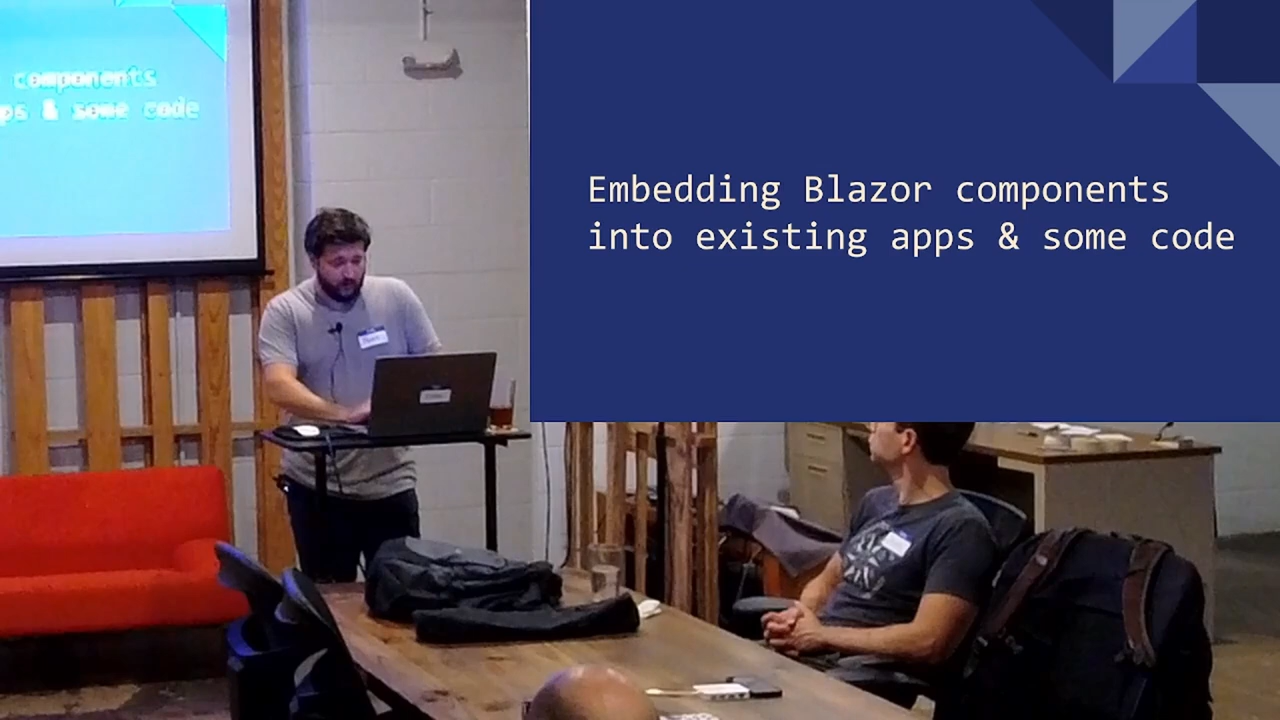 components
ps & some code
Embedding Blazor components
into existing apps & some code